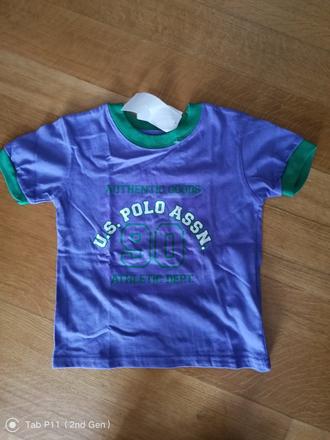 AUTHENTIC GOODS
U.S. POLO ASSN.
90
ATHLETIC DEPT.
Tab P11 ( 2nd Gen )